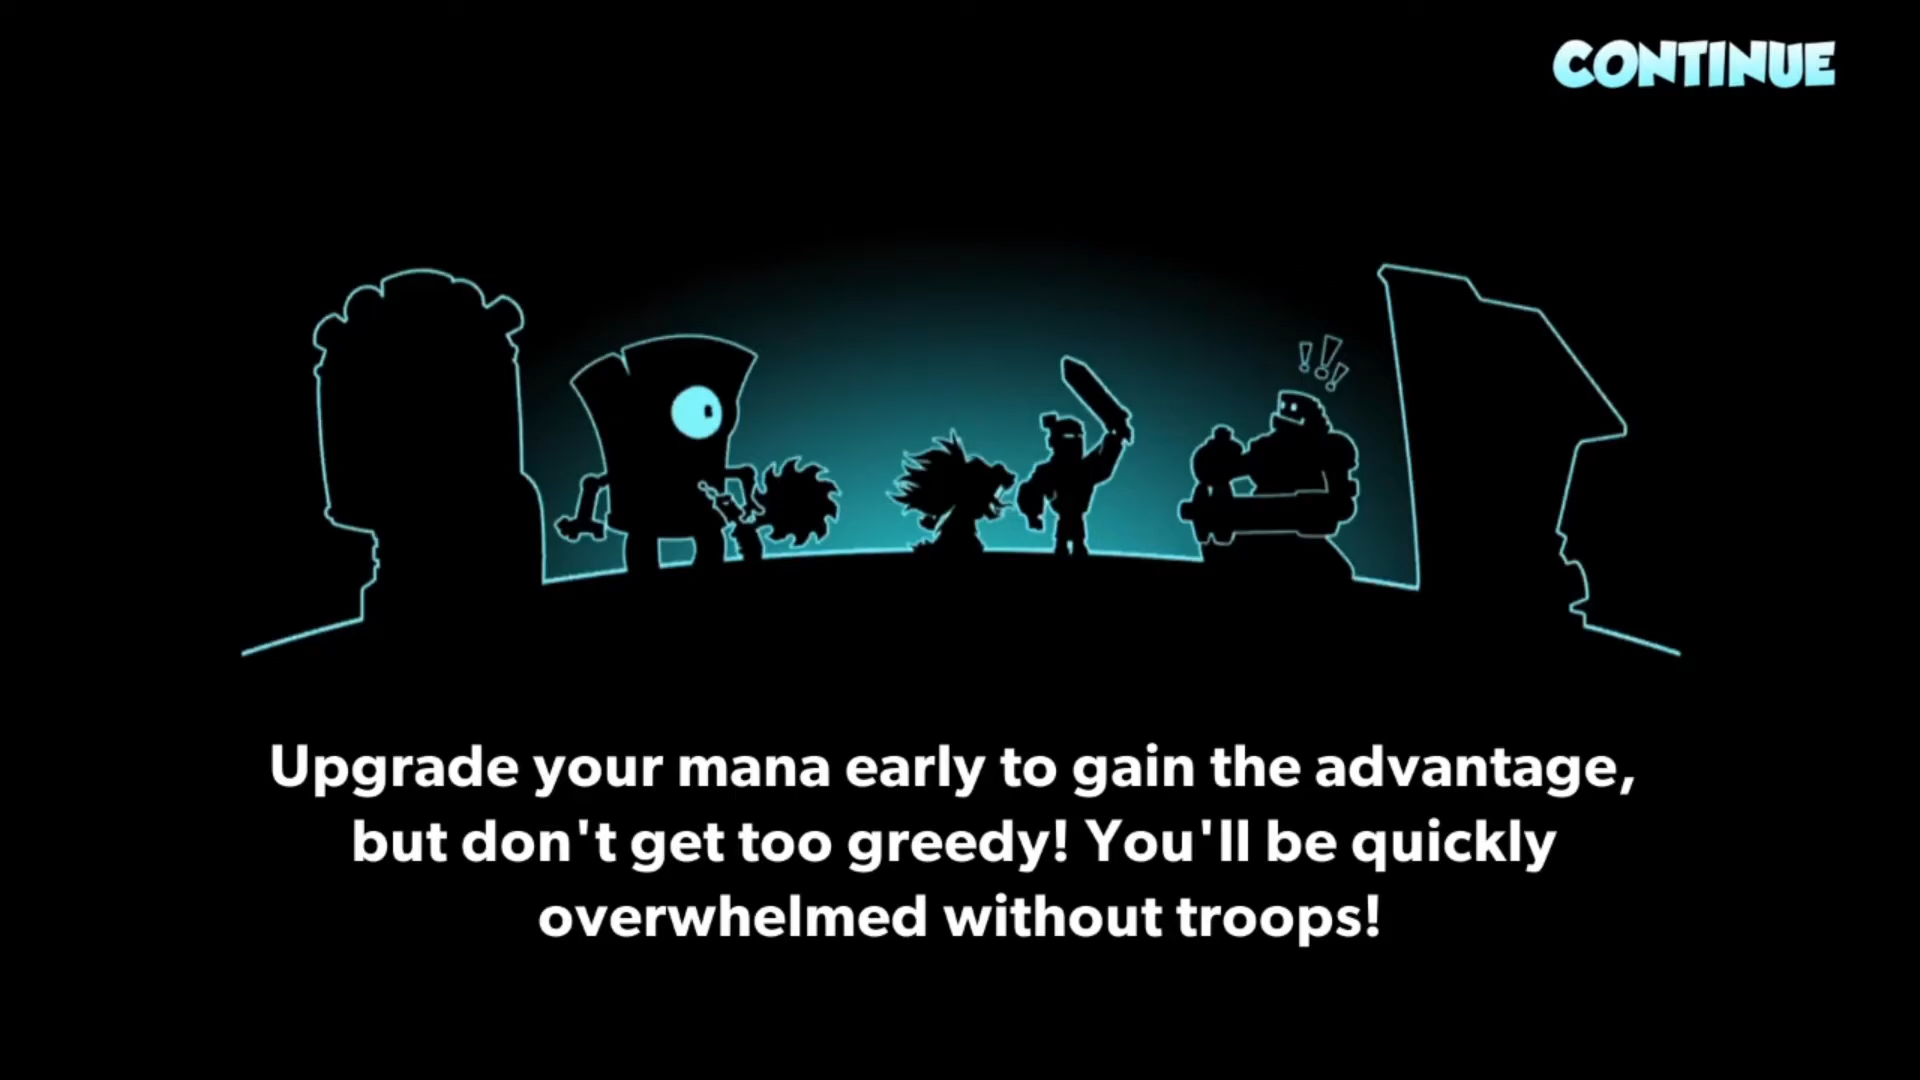 CONTINUE
Upgrade your mana early to gain the advantage,
but don't get too greedy! You'll be quickly
overwhelmed without troops!